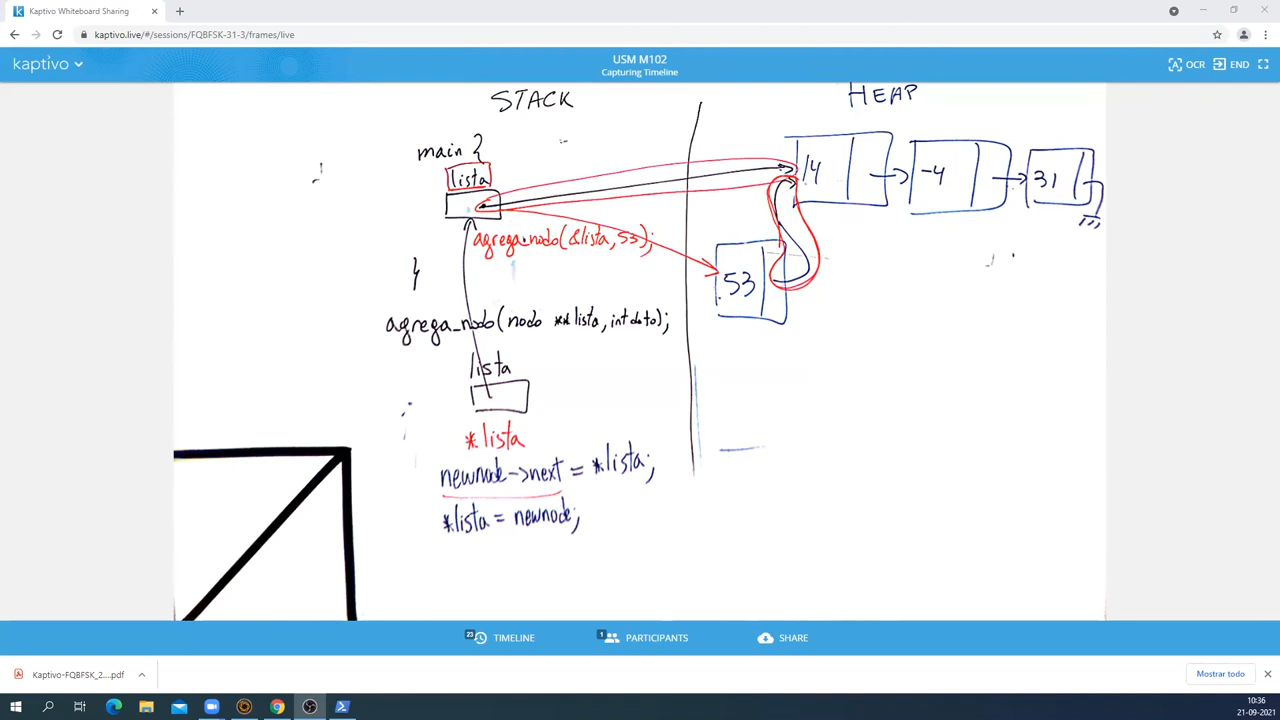 Kaptivo Whiteboard Sharing
kaptivo.live/#/sessions/FQBFSK-31-3/frames/live
kaptivo
USM M102
Capturing Timeline
OCR
END
STACK
HEAP
main {
lista
14
-4
31
agrega_nodo(&lista, 53);
53
}
agrega_nodo(nodo **lista, int dato);
lista
*lista
newnode->next = *lista;
*lista = newnode;
23 TIMELINE
1 PARTICIPANTS
SHARE
Kaptivo-FQBFSK_2....pdf
Mostrar todo
10:36
21-09-2021